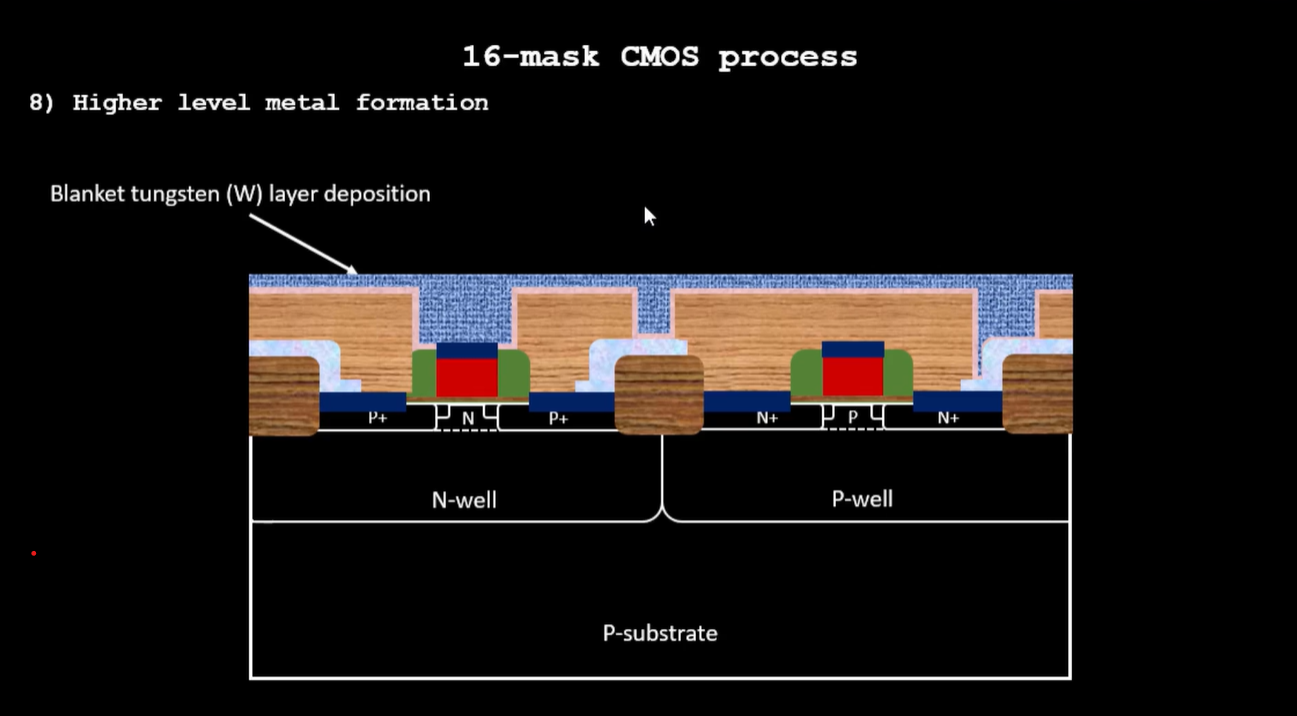 16-mask CMOS process
8) Higher level metal formation
Blanket tungsten (W) layer deposition
P+ N P+ N+ P N+
N-well P-well
P-substrate